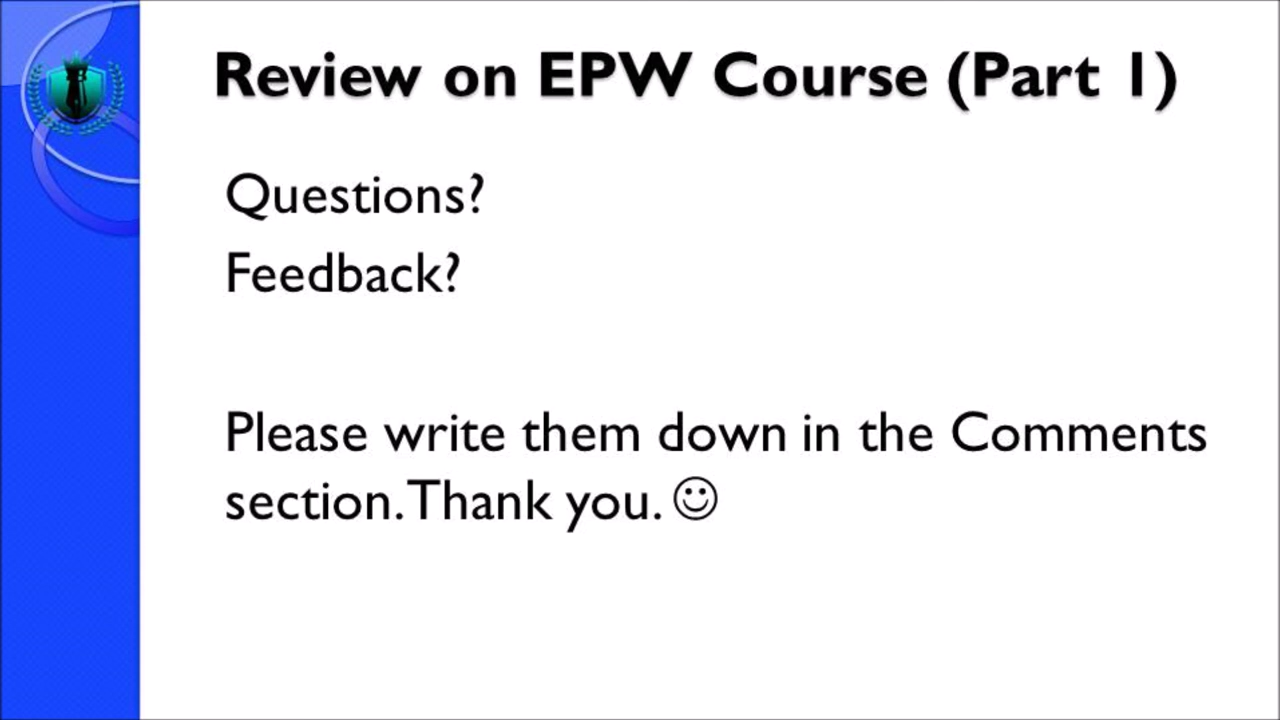 Review on EPW Course (Part 1)
Questions?
Feedback?
Please write them down in the Comments
section. Thank you. ☺